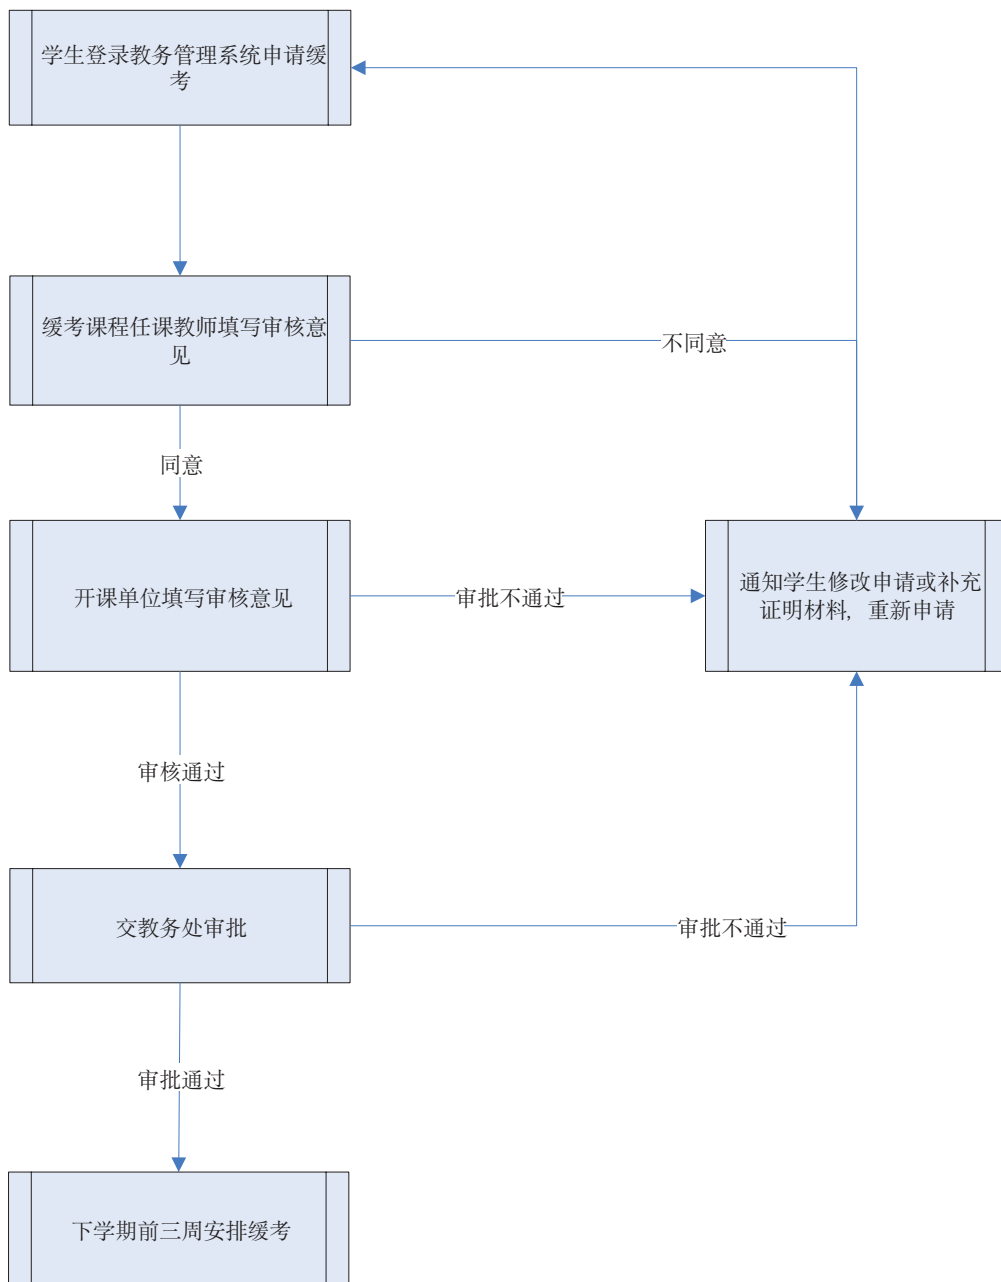 学生登录教务管理系统申请缓
考
缓考课程任课教师填写审核意
见
不同意
同意
开课单位填写审核意见
审批不通过
通知学生修改申请或补充
证明材料，重新申请
审核通过
交教务处审批
审批不通过
审批通过
下学期前三周安排缓考